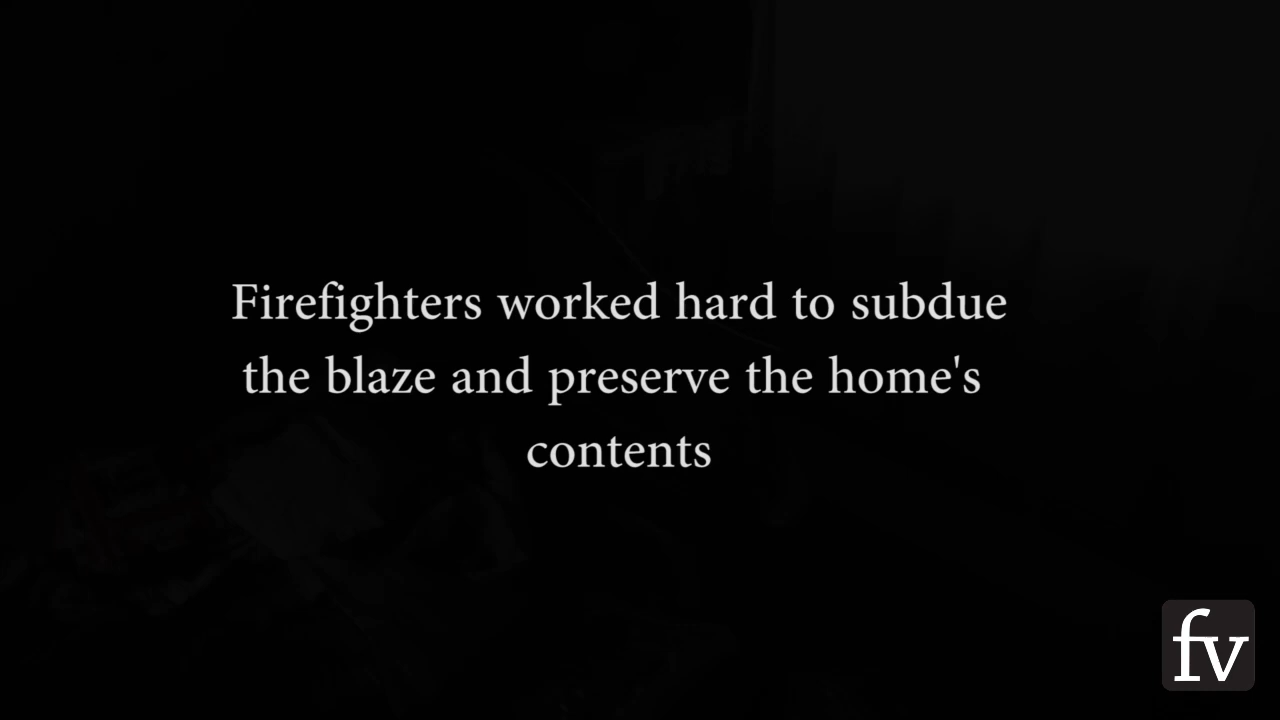 Firefighters worked hard to subdue
the blaze and preserve the home's
contents
fv